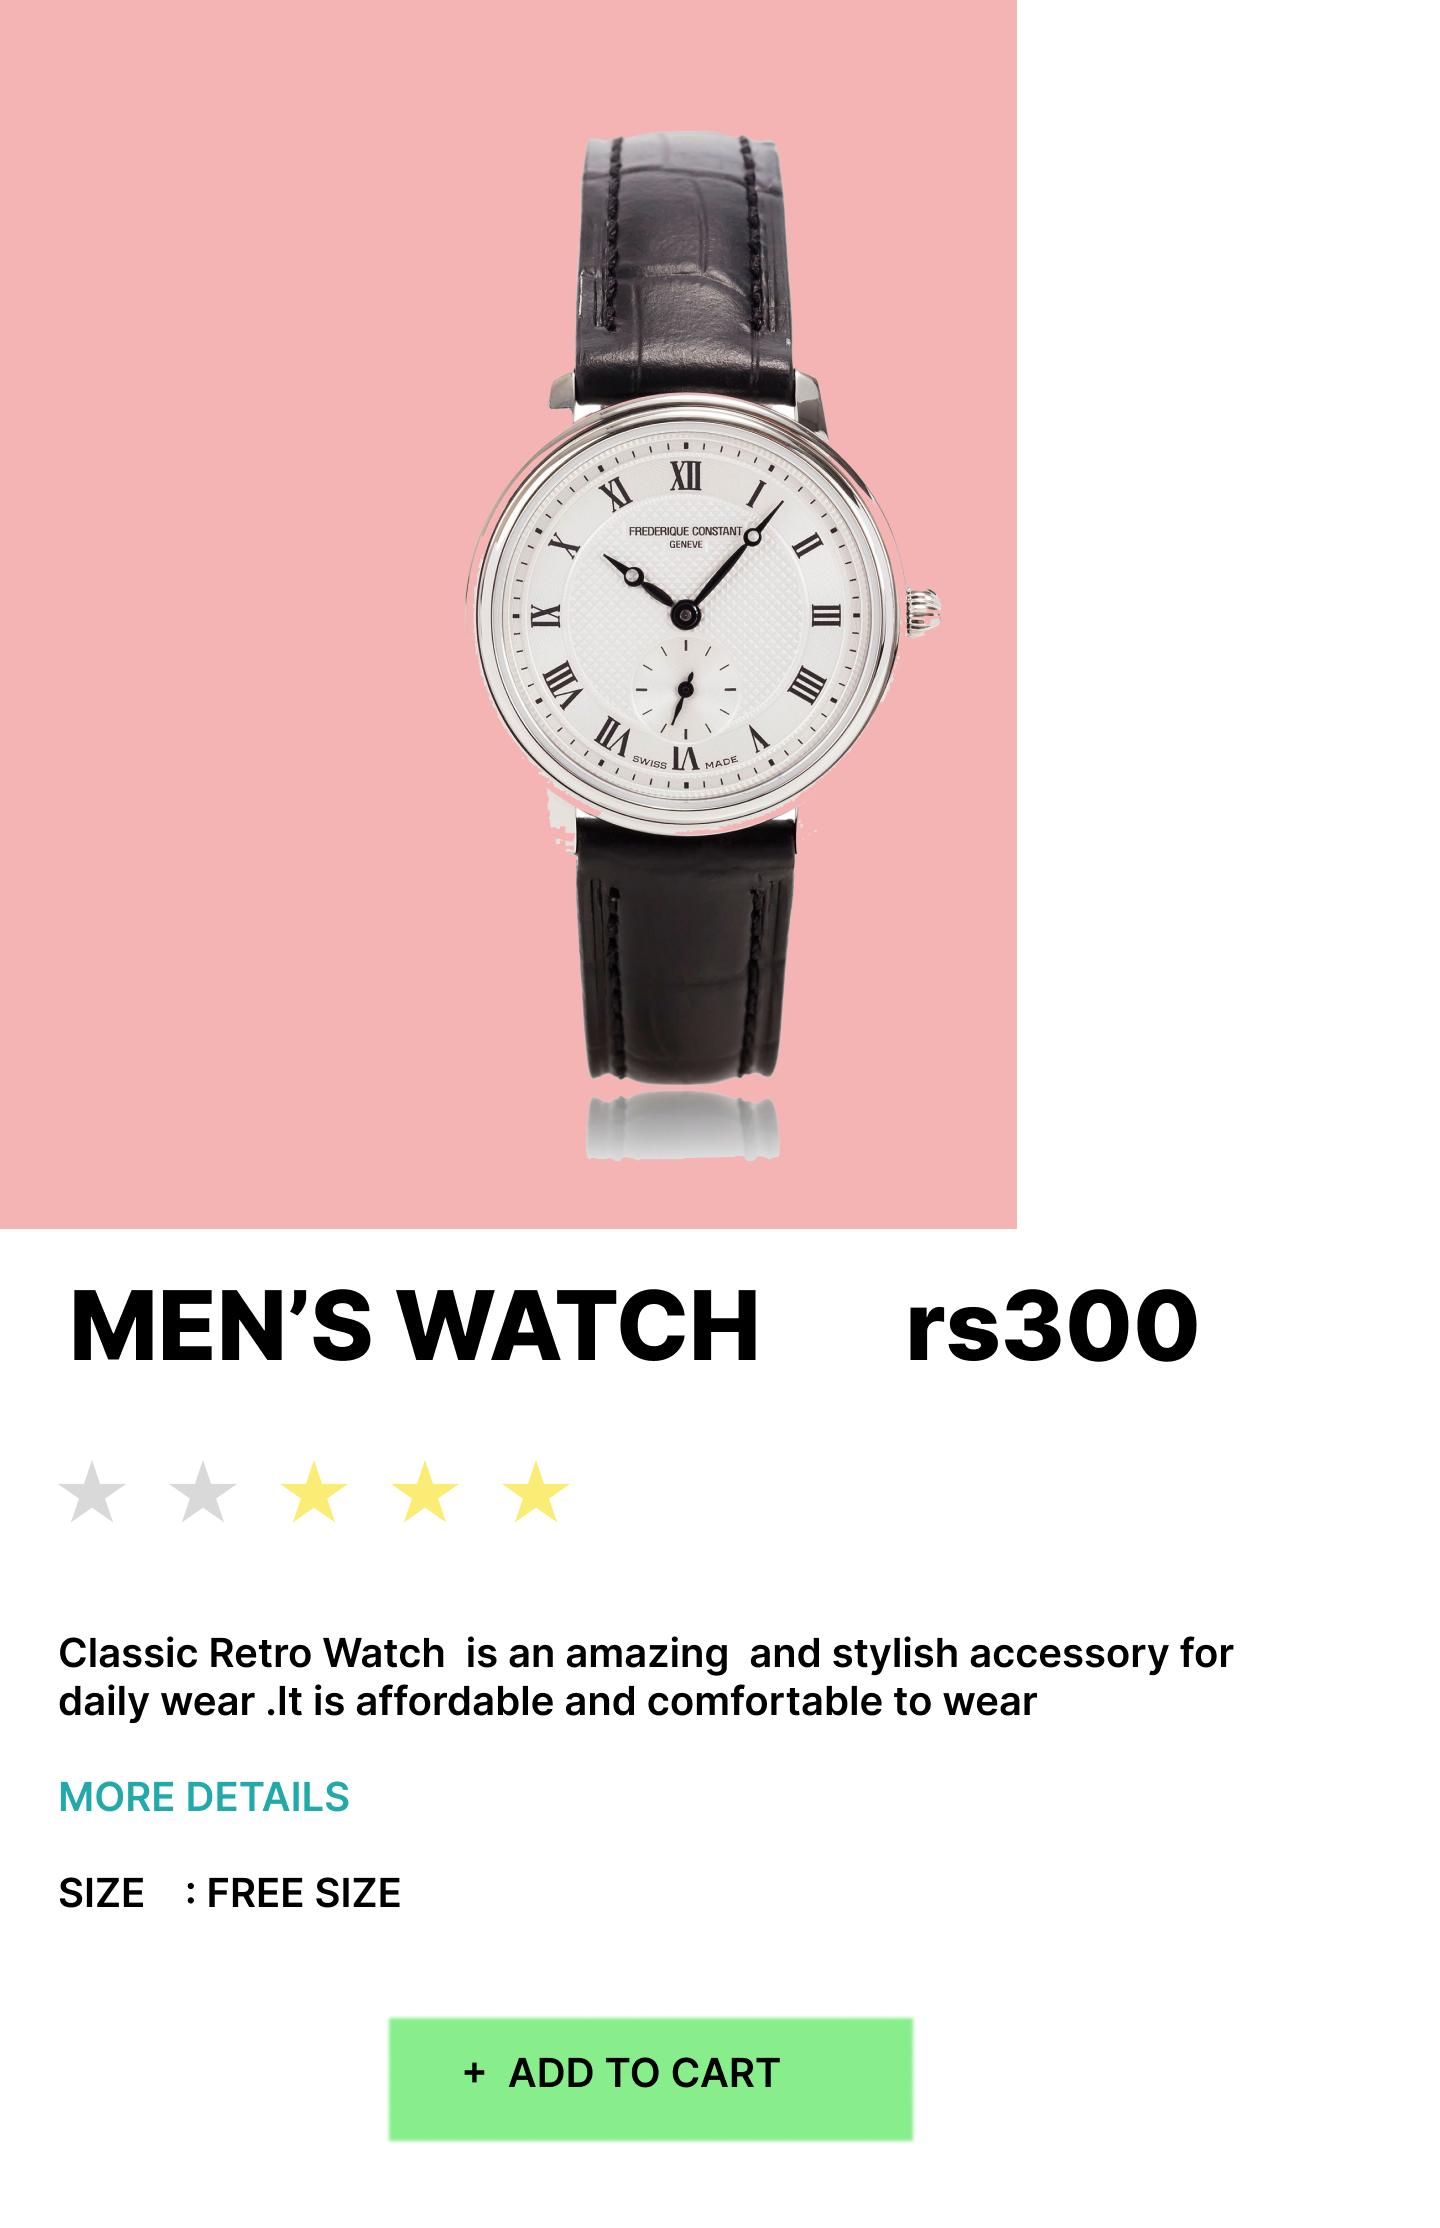 XII
XI I
FREDERIQUE CONSTANT
GENEVE
X II
IX III
VIII IIII
VII VI V
SWISS MADE
MEN’S WATCH rs300
Classic Retro Watch is an amazing and stylish accessory for
daily wear .It is affordable and comfortable to wear
MORE DETAILS
SIZE : FREE SIZE
+ ADD TO CART